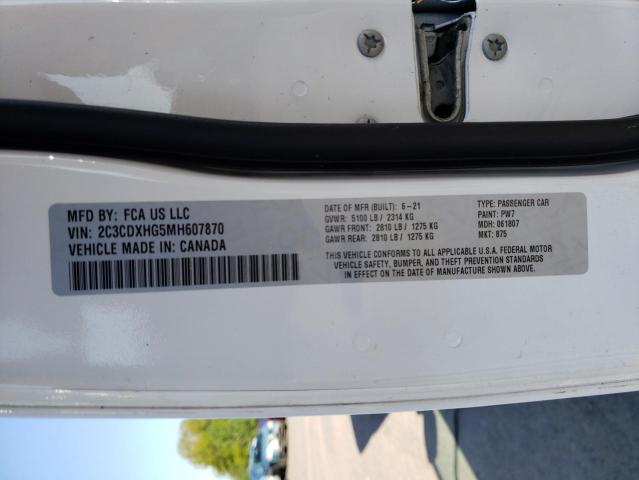 MFD BY: FCA US LLC
VIN: 2C3CDXHG5MH607870
VEHICLE MADE IN: CANADA
DATE OF MFR (BUILT): 6-21
GVWR: 5100 LB / 2314 KG
GAWR FRONT: 2810 LB / 1275 KG
GAWR REAR: 2810 LB / 1275 KG
TYPE: PASSENGER CAR
PAINT: PW7
MDH: 061807
MKT: 875
THIS VEHICLE CONFORMS TO ALL APPLICABLE U.S.A. FEDERAL MOTOR
VEHICLE SAFETY, BUMPER, AND THEFT PREVENTION STANDARDS
IN EFFECT ON THE DATE OF MANUFACTURE SHOWN ABOVE.